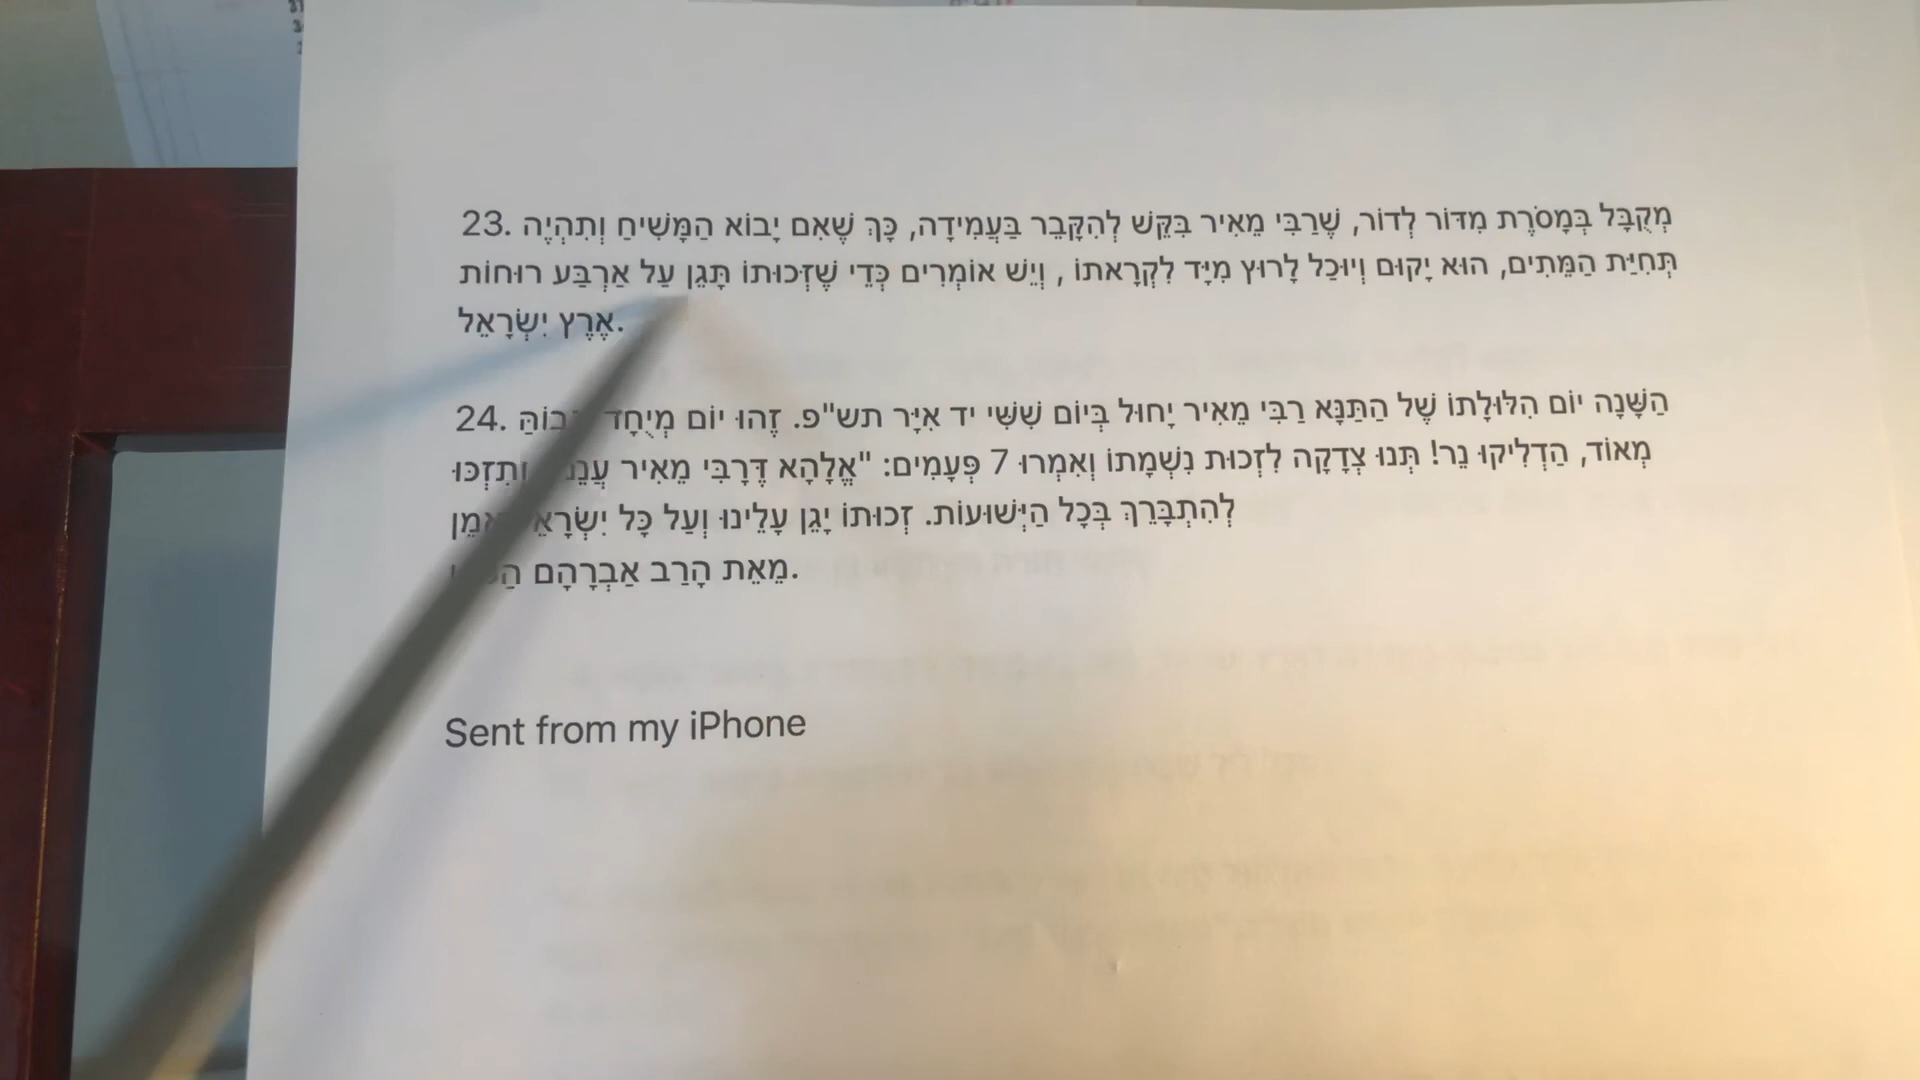 23. מְקֻבָּל בְּמָסֹרֶת מִדּוֹר לְדוֹר, שֶׁרַבִּי מֵאִיר בִּקֵּשׁ לְהִקָּבֵר בַּעֲמִידָה, כָּךְ שֶׁאִם יָבוֹא הַמָּשִׁיחַ וְתִהְיֶה
תְּחִיַּת הַמֵּתִים, הוּא יָקוּם וְיוּכַל לָרוּץ מִיָּד לִקְרָאתוֹ , וְיֵשׁ אוֹמְרִים כְּדֵי שֶׁזְּכוּתוֹ תָּגֵן עַל אַרְבַּע רוּחוֹת
אֶרֶץ יִשְׂרָאֵל.
24. הַשָּׁנָה יוֹם הִלּוּלָתוֹ שֶׁל הַתַּנָּא רַבִּי מֵאִיר יָחוּל בְּיוֹם שִׁשִּׁי יד אִיָּר תש"פ. זֶהוּ יוֹם מְיֻחָד
מְאוֹד, הַדְלִיקוּ נֵר! תְּנוּ צְדָקָה לִזְכוּת נִשְׁמָתוֹ וְאִמְרוּ 7 פְּעָמִים: "אֱלָהָא דְּרַבִּי מֵאִיר וְתִזְכּוּ
לְהִתְבָּרֵךְ בְּכָל הַיְּשׁוּעוֹת. זְכוּתוֹ יָגֵן עָלֵינוּ וְעַל כָּל
מֵאֵת הָרַב אַבְרָהָם
Sent from my iPhone